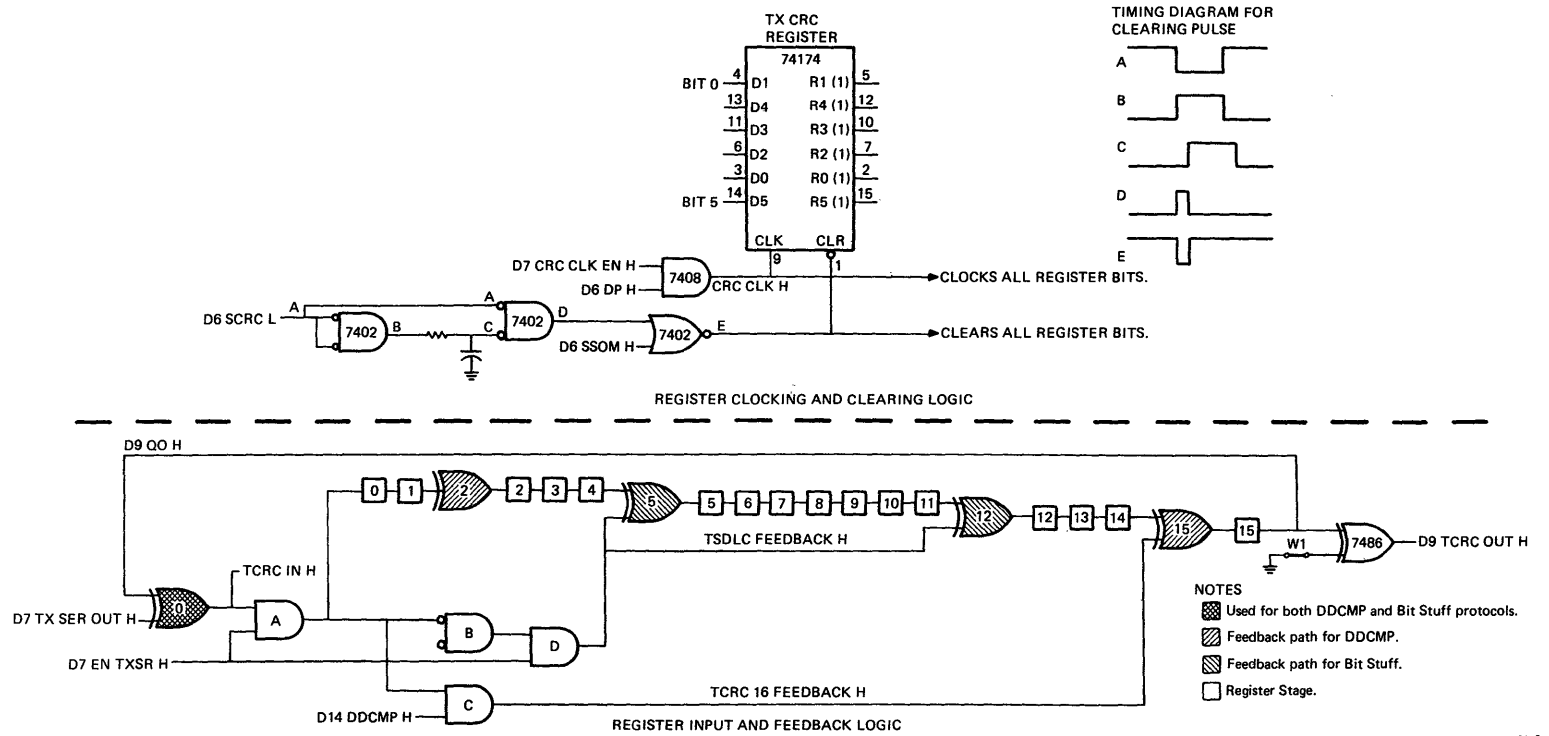 TX CRC
REGISTER
74174
BIT 0
4 D1 R1 (1) 5
13 D4 R4 (1) 12
11 D3 R3 (1) 10
6 D2 R2 (1) 7
3 D0 R0 (1) 2
BIT 5
14 D5 R5 (1) 15
CLK CLR
9 1
TIMING DIAGRAM FOR
CLEARING PULSE
A
B
C
D
E
D7 CRC CLK EN H
D6 DP H
7408
CRC CLK H
CLOCKS ALL REGISTER BITS.
D6 SCRC L
A
7402
B
A
C
7402
D
D6 SSOM H
7402
E
CLEARS ALL REGISTER BITS.
REGISTER CLOCKING AND CLEARING LOGIC
D9 QO H
0 1 2 2 3 4 5 5 6 7 8 9 10 11 12 12 13 14 15 15
TSDLC FEEDBACK H
W1
7486
D9 TCRC OUT H
TCRC IN H
0
D7 TX SER OUT H
A
B
D
D7 EN TXSR H
C
D14 DDCMP H
TCRC 16 FEEDBACK H
REGISTER INPUT AND FEEDBACK LOGIC
NOTES
Used for both DDCMP and Bit Stuff protocols.
Feedback path for DDCMP.
Feedback path for Bit Stuff.
Register Stage.